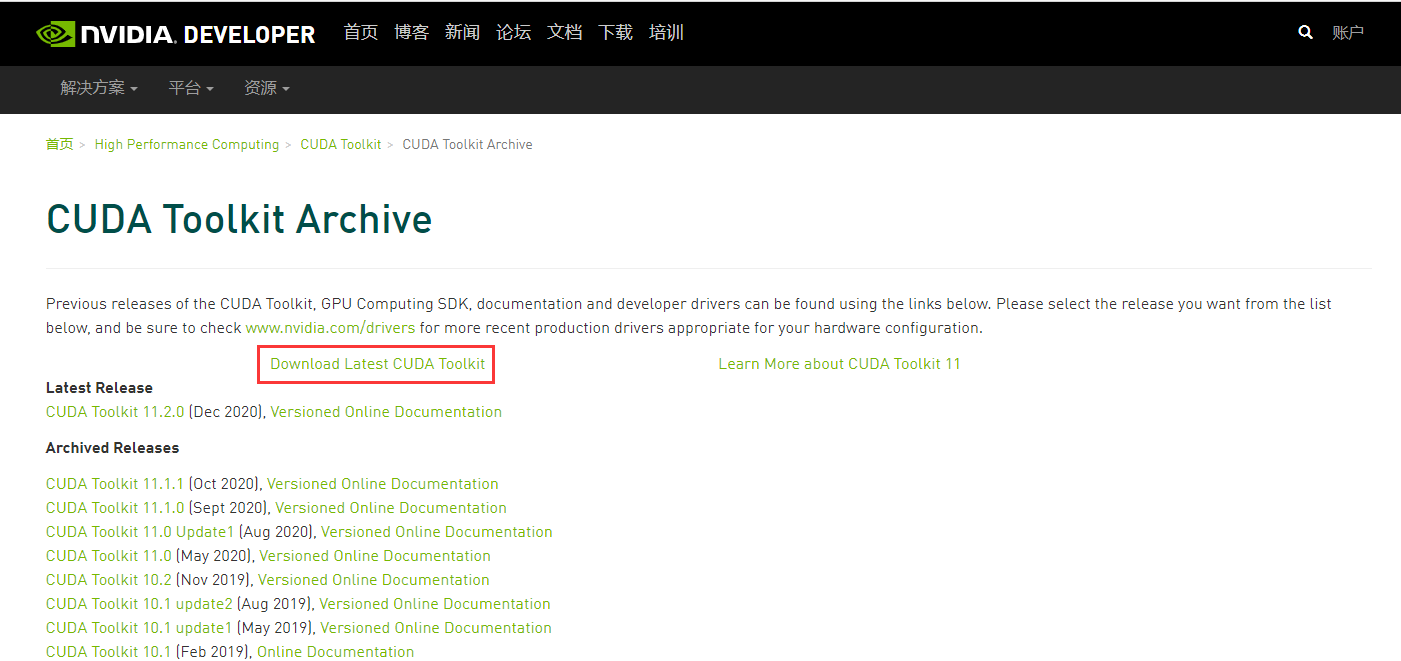 NVIDIA. DEVELOPER 首页 博客 新闻 论坛 文档 下载 培训 账户
解决方案 平台 资源
首页 > High Performance Computing > CUDA Toolkit > CUDA Toolkit Archive
CUDA Toolkit Archive
Previous releases of the CUDA Toolkit, GPU Computing SDK, documentation and developer drivers can be found using the links below. Please select the release you want from the list
below, and be sure to check www.nvidia.com/drivers for more recent production drivers appropriate for your hardware configuration.
Download Latest CUDA Toolkit Learn More about CUDA Toolkit 11
Latest Release
CUDA Toolkit 11.2.0 (Dec 2020), Versioned Online Documentation
Archived Releases
CUDA Toolkit 11.1.1 (Oct 2020), Versioned Online Documentation
CUDA Toolkit 11.1.0 (Sept 2020), Versioned Online Documentation
CUDA Toolkit 11.0 Update1 (Aug 2020), Versioned Online Documentation
CUDA Toolkit 11.0 (May 2020), Versioned Online Documentation
CUDA Toolkit 10.2 (Nov 2019), Versioned Online Documentation
CUDA Toolkit 10.1 update2 (Aug 2019), Versioned Online Documentation
CUDA Toolkit 10.1 update1 (May 2019), Versioned Online Documentation
CUDA Toolkit 10.1 (Feb 2019), Online Documentation